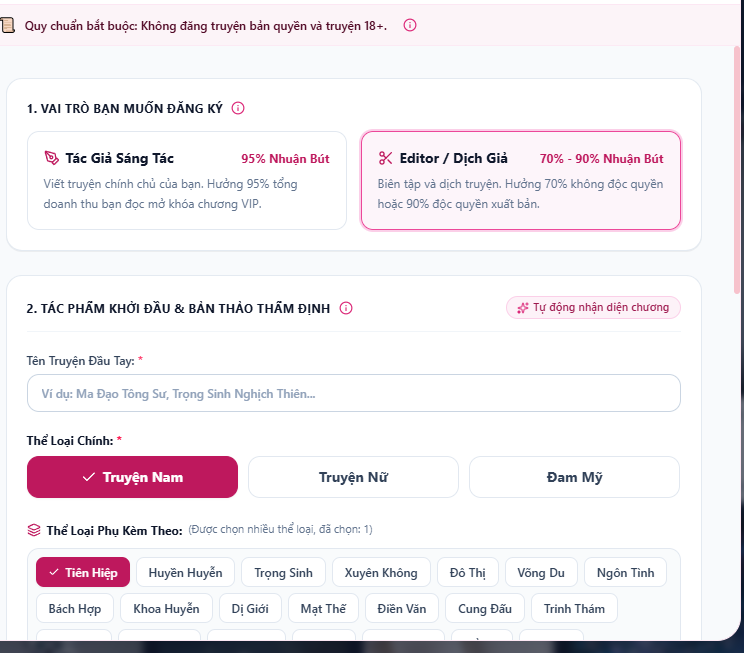 Quy chuẩn bắt buộc: Không đăng truyện bản quyền và truyện 18+.
1. VAI TRÒ BẠN MUỐN ĐĂNG KÝ
Tác Giả Sáng Tác 95% Nhuận Bút
Viết truyện chính chủ của bạn. Hưởng 95% tổng
doanh thu bạn đọc mở khóa chương VIP.
Editor / Dịch Giả 70% - 90% Nhuận Bút
Biên tập và dịch truyện. Hưởng 70% không độc quyền
hoặc 90% độc quyền xuất bản.
2. TÁC PHẨM KHỞI ĐẦU & BẢN THẢO THẨM ĐỊNH
Tự động nhận diện chương
Tên Truyện Đầu Tay: *
Ví dụ: Ma Đạo Tông Sư, Trọng Sinh Nghịch Thiên...
Thể Loại Chính: *
Truyện Nam Truyện Nữ Đam Mỹ
Thể Loại Phụ Kèm Theo: (Được chọn nhiều thể loại, đã chọn: 1)
Tiên Hiệp Huyền Huyễn Trọng Sinh Xuyên Không Đô Thị Võng Du Ngôn Tình
Bách Hợp Khoa Huyễn Dị Giới Mạt Thế Điền Văn Cung Đấu Trinh Thám